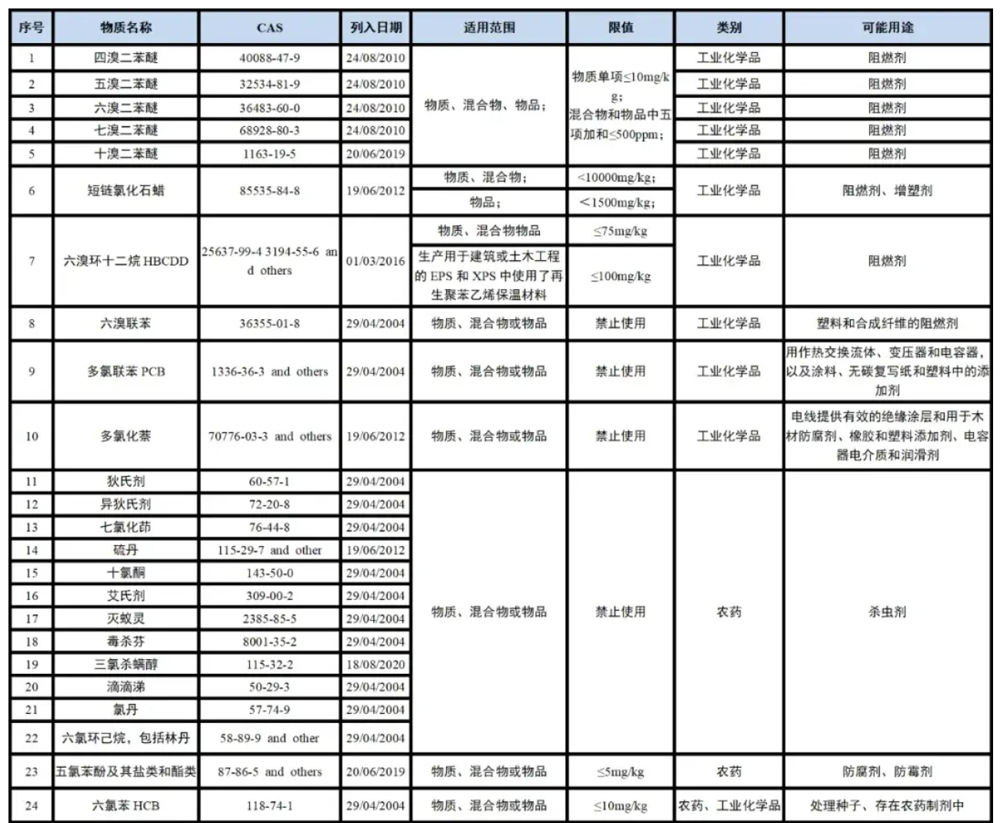 序号 物质名称 CAS 列入日期 适用范围 限值 类别 可能用途
1 四溴二苯醚 40088-47-9 24/08/2010 物质、混合物、物品； 物质单项≤10mg/k 工业化学品 阻燃剂
g；
混合物和物品中五
项加和≤500ppm；
2 五溴二苯醚 32534-81-9 24/08/2010 工业化学品 阻燃剂
3 六溴二苯醚 36483-60-0 24/08/2010 工业化学品 阻燃剂
4 七溴二苯醚 68928-80-3 24/08/2010 工业化学品 阻燃剂
5 十溴二苯醚 1163-19-5 20/06/2019 工业化学品 阻燃剂
6 短链氯化石蜡 85535-84-8 19/06/2012 物质、混合物； <10000mg/kg； 工业化学品 阻燃剂、增塑剂
物品； ＜1500mg/kg；
7 六溴环十二烷 HBCDD 25637-99-4 3194-55-6 an
d others 01/03/2016 物质、混合物物品 ≤75mg/kg 工业化学品 阻燃剂
生产用于建筑或土木工程
的 EPS 和 XPS 中使用了再
生聚苯乙烯保温材料 ≤100mg/kg
8 六溴联苯 36355-01-8 29/04/2004 物质、混合物或物品 禁止使用 工业化学品 塑料和合成纤维的阻燃剂
9 多氯联苯 PCB 1336-36-3 and others 29/04/2004 物质、混合物或物品 禁止使用 工业化学品 用作热交换流体、变压器和电容器，
以及涂料、无碳复写纸和塑料中的添
加剂
10 多氯化萘 70776-03-3 and others 19/06/2012 物质、混合物或物品 禁止使用 工业化学品 电线提供有效的绝缘涂层和用于木
材防腐剂、橡胶和塑料添加剂、电容
器电介质和润滑剂
11 狄氏剂 60-57-1 29/04/2004 物质、混合物或物品 禁止使用 农药 杀虫剂
12 异狄氏剂 72-20-8 29/04/2004
13 七氯化茚 76-44-8 29/04/2004
14 硫丹 115-29-7 and other 19/06/2012
15 十氯酮 143-50-0 29/04/2004
16 艾氏剂 309-00-2 29/04/2004
17 灭蚁灵 2385-85-5 29/04/2004
18 毒杀芬 8001-35-2 29/04/2004
19 三氯杀螨醇 115-32-2 18/08/2020
20 滴滴涕 50-29-3 29/04/2004
21 氯丹 57-74-9 29/04/2004
22 六氯环己烷，包括林丹 58-89-9 and other 29/04/2004
23 五氯苯酚及其盐类和酯类 87-86-5 and others 20/06/2019 物质、混合物或物品 ≤5mg/kg 农药 防腐剂、防霉剂
24 六氯苯 HCB 118-74-1 29/04/2004 物质、混合物或物品 ≤10mg/kg 农药、工业化学品 处理种子、存在农药制剂中